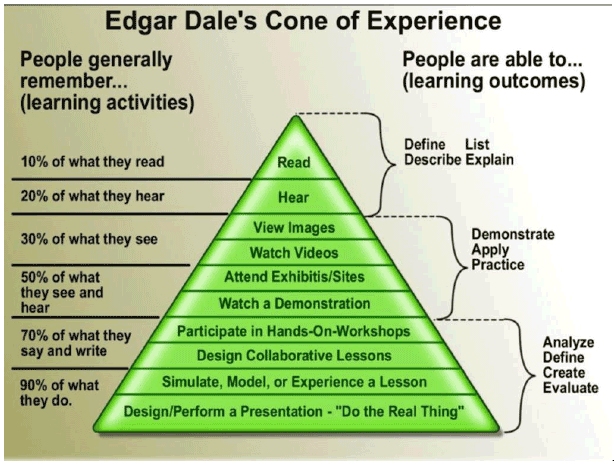 Edgar Dale's Cone of Experience
People generally
remember...
(learning activities)
People are able to...
(learning outcomes)
10% of what they read
20% of what they hear
30% of what they see
50% of what
they see and
hear
70% of what they
say and write
90% of what
they do.
Read
Hear
View Images
Watch Videos
Attend Exhibitis/Sites
Watch a Demonstration
Participate in Hands-On-Workshops
Design Collaborative Lessons
Simulate, Model, or Experience a Lesson
Design/Perform a Presentation - "Do the Real Thing"
Define List
Describe Explain
Demonstrate
Apply
Practice
Analyze
Define
Create
Evaluate